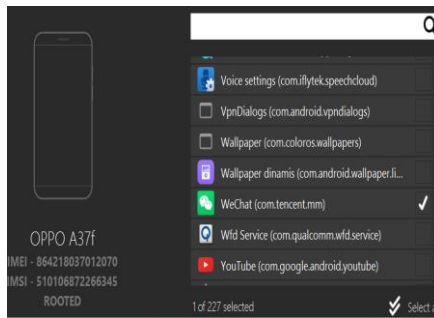 Voice settings (com.iflytek.speechcloud)
VpnDialogs (com.android.vpndialogs)
Wallpaper (com.coloros.wallpapers)
Wallpaper dinamis (com.android.wallpaper.li...
WeChat (com.tencent.mm)
Wfd Service (com.qualcomm.wfd.service)
YouTube (com.google.android.youtube)
1 of 227 selected
Select a
OPPO A37f
IMEI - 864218037012070
IMSI - 510106872266345
ROOTED